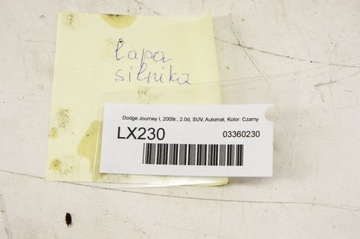 łapa
silnika
Dodge Journey I, 2009r., 2.0d, SUV, Automat, Kolor: Czarny
LX230
03360230